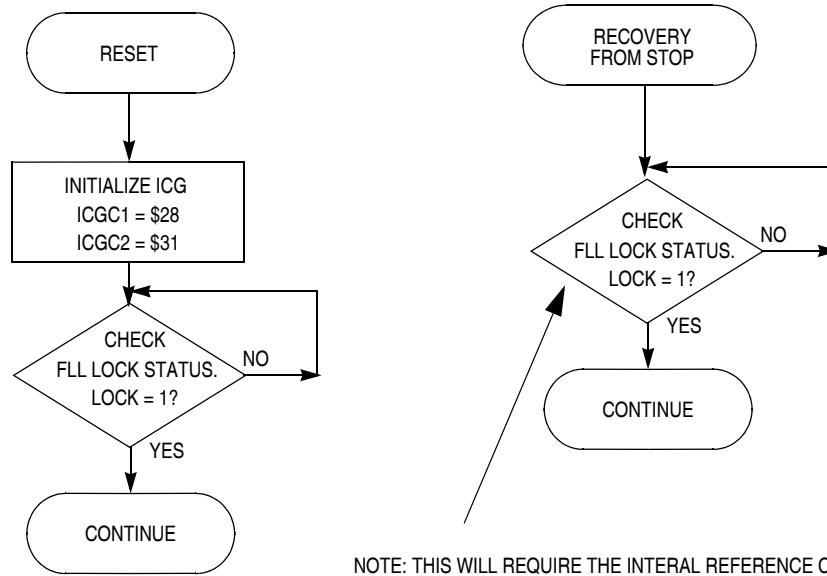 RESET
INITIALIZE ICG
ICGC1 = $28
ICGC2 = $31
CHECK
FLL LOCK STATUS.
LOCK = 1?
NO
YES
CONTINUE
RECOVERY
FROM STOP
CHECK
FLL LOCK STATUS.
LOCK = 1?
NO
YES
CONTINUE
NOTE: THIS WILL REQUIRE THE INTERAL REFERENCE